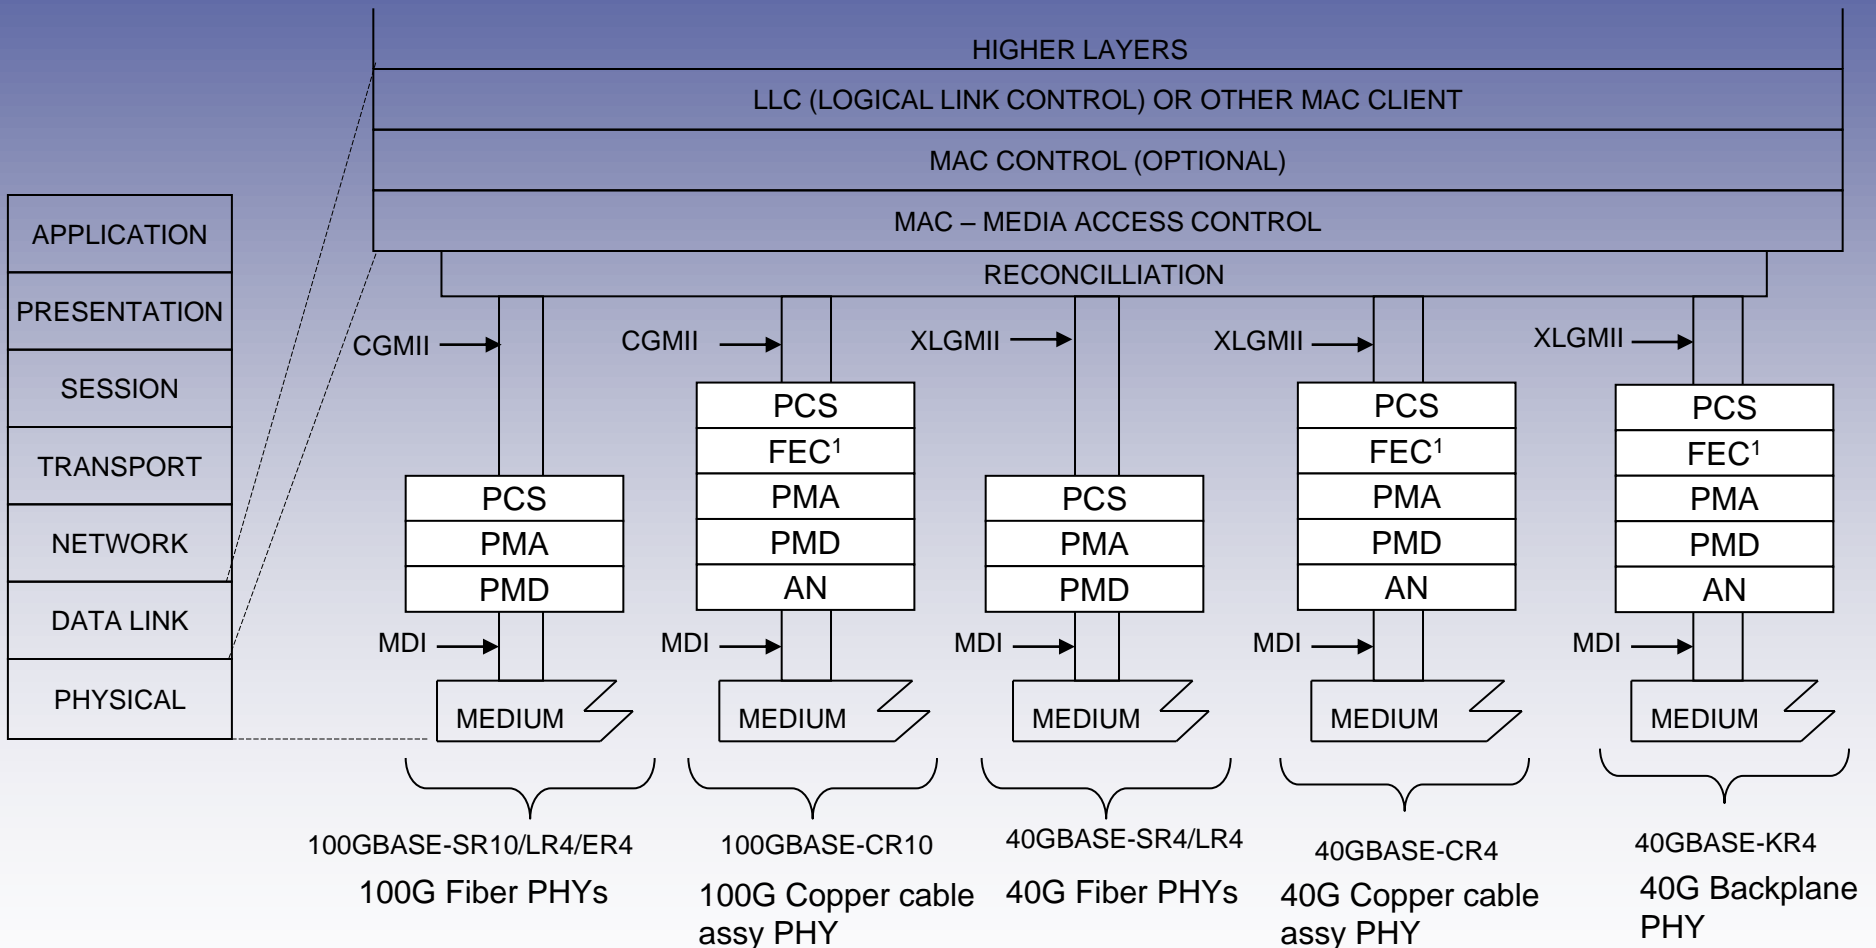 HIGHER LAYERS
LLC (LOGICAL LINK CONTROL) OR OTHER MAC CLIENT
MAC CONTROL (OPTIONAL)
MAC – MEDIA ACCESS CONTROL
RECONCILLIATION
APPLICATION
PRESENTATION
SESSION
TRANSPORT
NETWORK
DATA LINK
PHYSICAL
CGMII
PCS
PMA
PMD
MDI
MEDIUM
100GBASE-SR10/LR4/ER4
100G Fiber PHYs
CGMII
PCS
FEC¹
PMA
PMD
AN
MDI
MEDIUM
100GBASE-CR10
100G Copper cable
assy PHY
XLGMII
PCS
PMA
PMD
MDI
MEDIUM
40GBASE-SR4/LR4
40G Fiber PHYs
XLGMII
PCS
FEC¹
PMA
PMD
AN
MDI
MEDIUM
40GBASE-CR4
40G Copper cable
assy PHY
XLGMII
PCS
FEC¹
PMA
PMD
AN
MDI
MEDIUM
40GBASE-KR4
40G Backplane
PHY